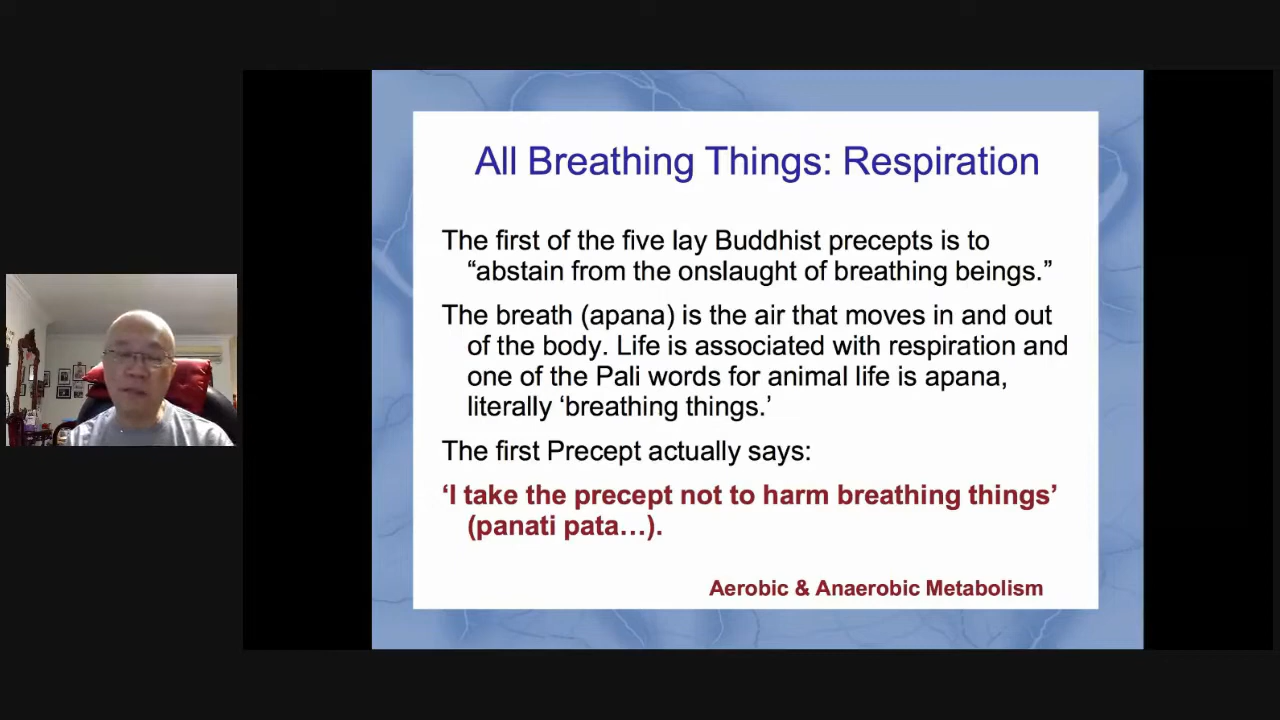 All Breathing Things: Respiration
The first of the five lay Buddhist precepts is to
“abstain from the onslaught of breathing beings.”
The breath (apana) is the air that moves in and out
of the body. Life is associated with respiration and
one of the Pali words for animal life is apana,
literally ‘breathing things.’
The first Precept actually says:
‘I take the precept not to harm breathing things’
(panati pata…).
Aerobic & Anaerobic Metabolism